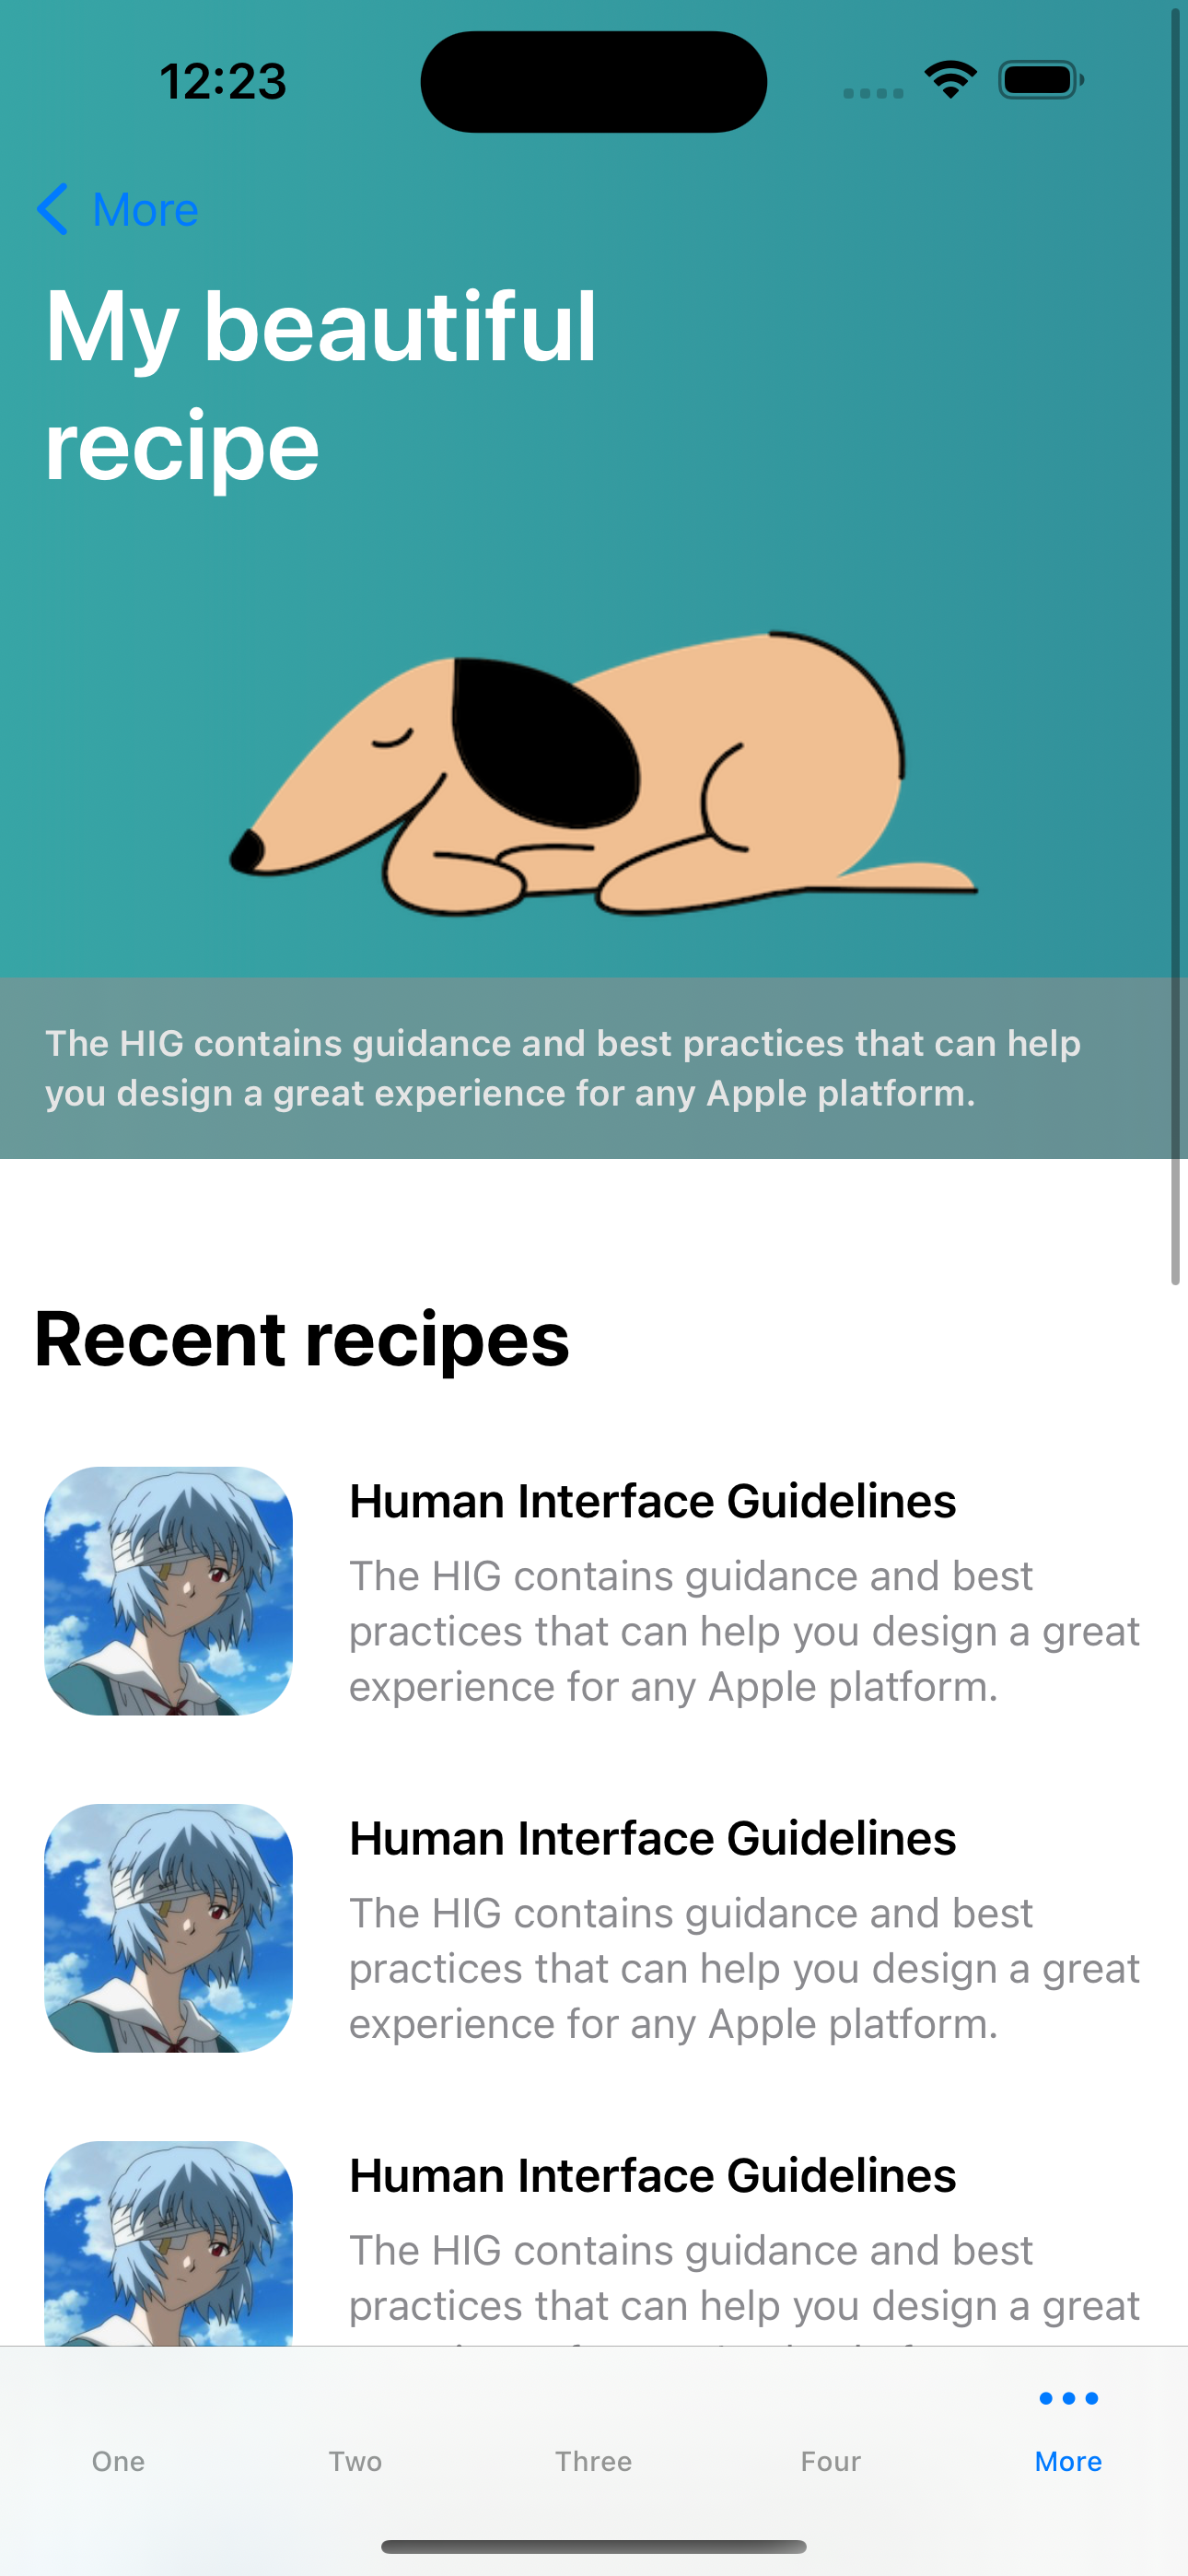 12:23
More
My beautiful
recipe
The HIG contains guidance and best practices that can help
you design a great experience for any Apple platform.
Recent recipes
Human Interface Guidelines
The HIG contains guidance and best
practices that can help you design a great
experience for any Apple platform.
Human Interface Guidelines
The HIG contains guidance and best
practices that can help you design a great
experience for any Apple platform.
Human Interface Guidelines
The HIG contains guidance and best
practices that can help you design a great
One Two Three Four More